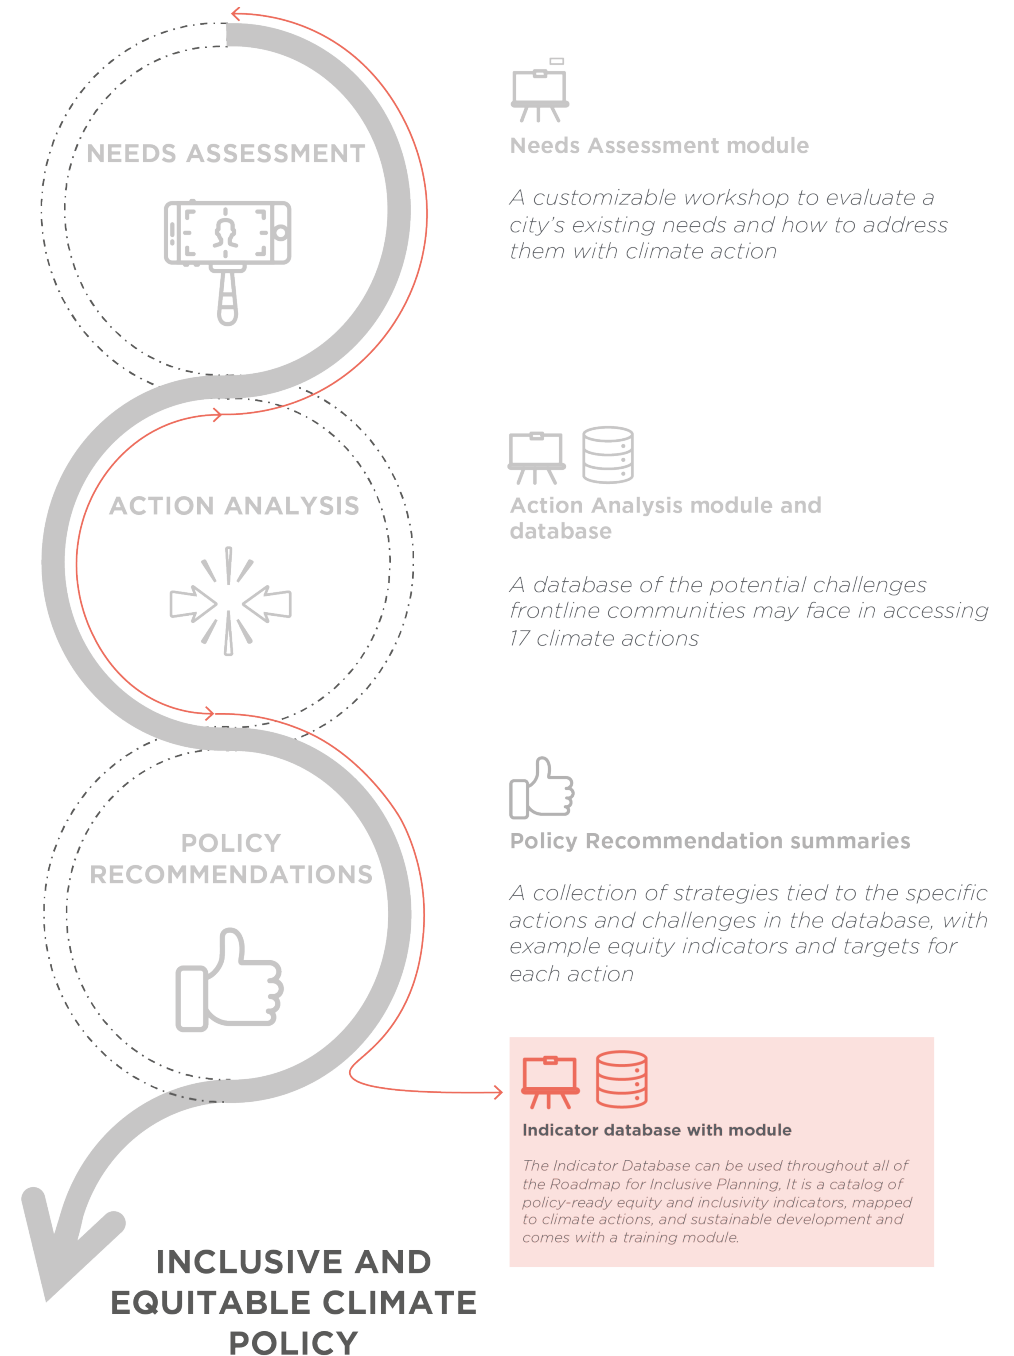 NEEDS ASSESSMENT
Needs Assessment module
A customizable workshop to evaluate a
city's existing needs and how to address
them with climate action
ACTION ANALYSIS
Action Analysis module and
database
A database of the potential challenges
frontline communities may face in accessing
17 climate actions
POLICY
RECOMMENDATIONS
Policy Recommendation summaries
A collection of strategies tied to the specific
actions and challenges in the database, with
example equity indicators and targets for
each action
Indicator database with module
The Indicator Database can be used throughout all of
the Roadmap for Inclusive Planning, It is a catalog of
policy-ready equity and inclusivity indicators, mapped
to climate actions, and sustainable development and
comes with a training module.
INCLUSIVE AND
EQUITABLE CLIMATE
POLICY